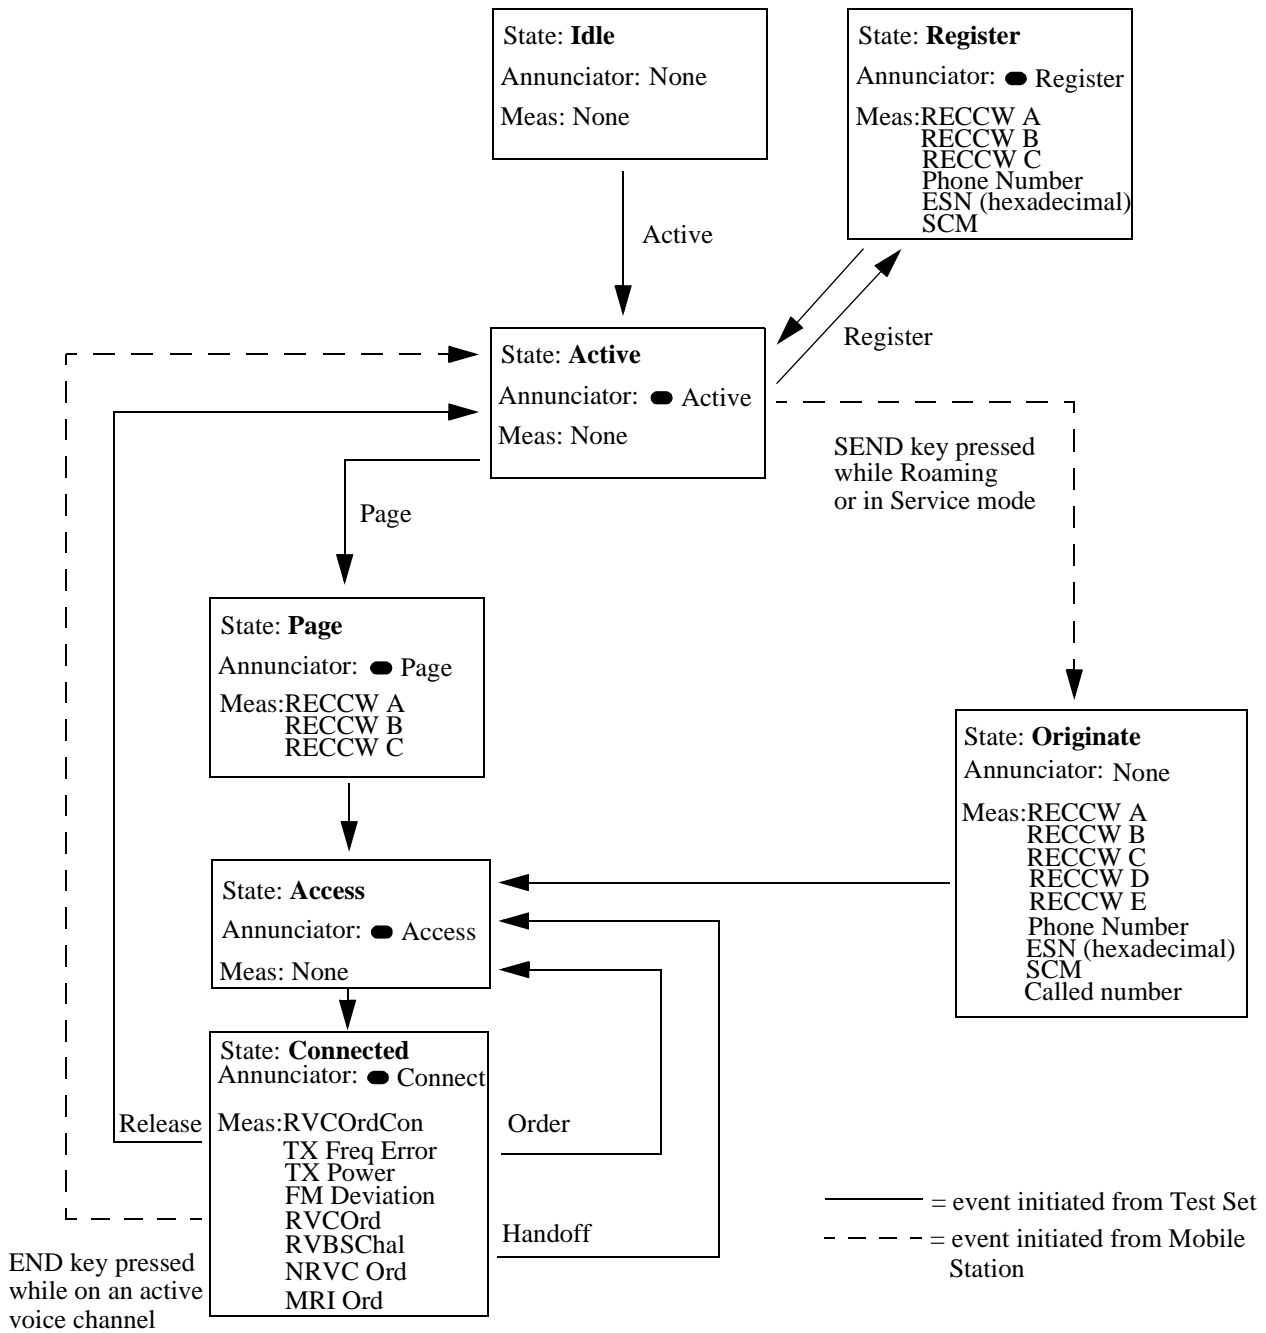 State: Idle
Annunciator: None
Meas: None
State: Register
Annunciator: Register
Meas:RECCW A
RECCW B
RECCW C
Phone Number
ESN (hexadecimal)
SCM
Active
Register
State: Active
Annunciator: Active
Meas: None
SEND key pressed
while Roaming
or in Service mode
Page
State: Page
Annunciator: Page
Meas:RECCW A
RECCW B
RECCW C
State: Originate
Annunciator: None
Meas:RECCW A
RECCW B
RECCW C
RECCW D
RECCW E
Phone Number
ESN (hexadecimal)
SCM
Called number
State: Access
Annunciator: Access
Meas: None
State: Connected
Annunciator: Connect
Meas:RVCOrdCon
TX Freq Error
TX Power
FM Deviation
RVCOrd
RVBSChal
NRVC Ord
MRI Ord
Release
Order
Handoff
END key pressed
while on an active
voice channel
= event initiated from Test Set
= event initiated from Mobile
Station